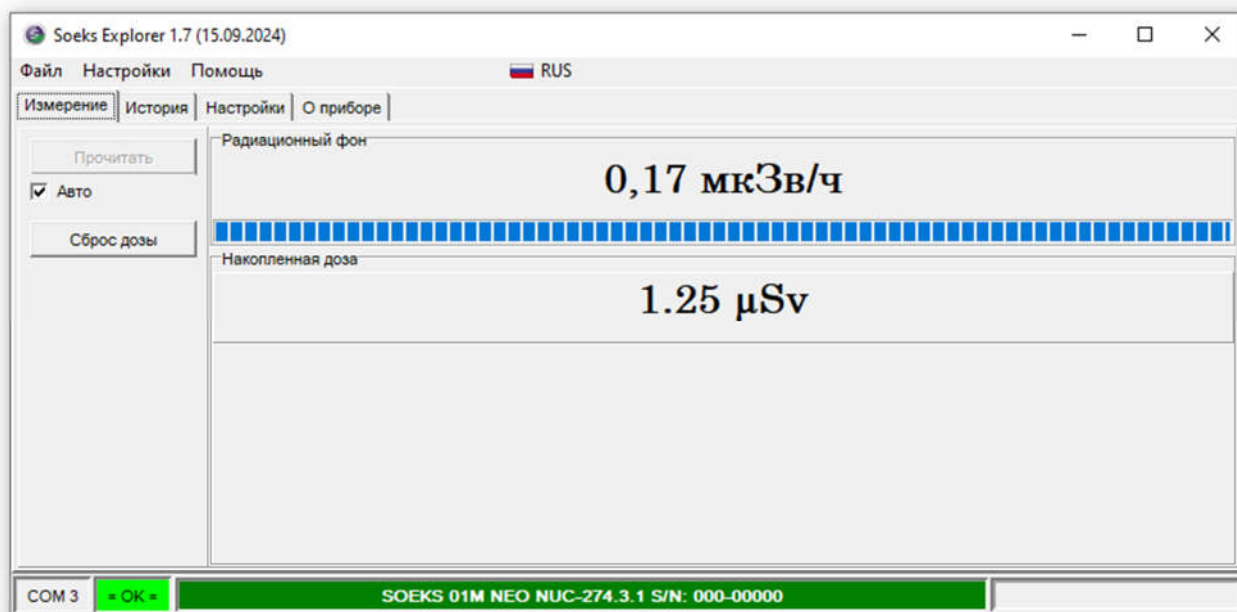 Soeks Explorer 1.7 (15.09.2024)
Файл Настройки Помощь RUS
Измерение История Настройки О приборе
Прочитать
Авто
Сброс дозы
Радиационный фон
0,17 мкЗв/ч
Накопленная доза
1.25 µSv
COM 3 = OK = SOEKS 01M NEO NUC-274.3.1 S/N: 000-00000